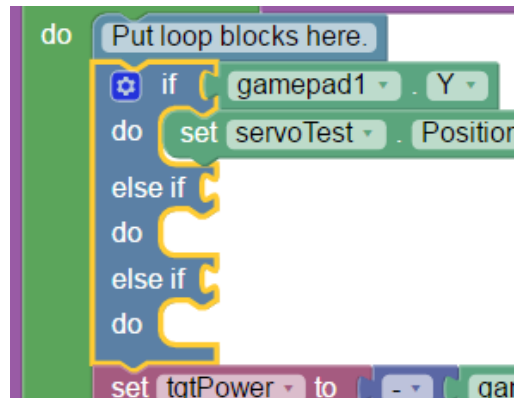 do Put loop blocks here.
if gamepad1 . Y
do set servoTest . Position
else if
do
else if
do
set tgtPower to -